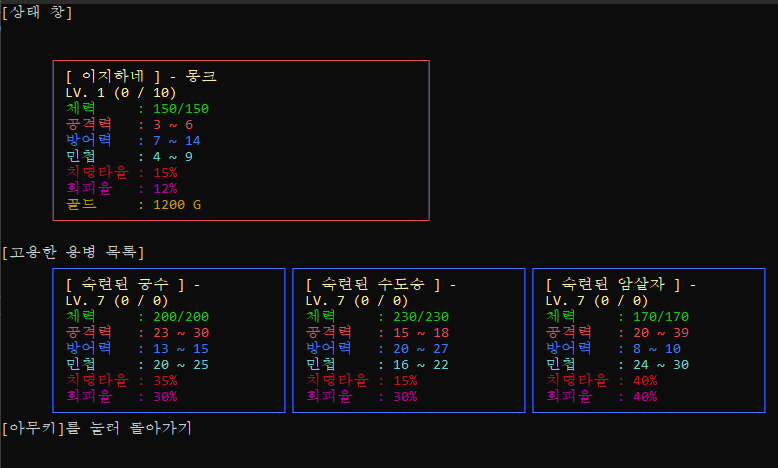 [상태 창]
[ 이지하네 ] - 몽크
LV. 1 (0 / 10)
체력 : 150/150
공격력 : 3 ~ 6
방어력 : 7 ~ 14
민첩 : 4 ~ 9
치명타율 : 15%
회피율 : 12%
골드 : 1200 G
[고용한 용병 목록]
[ 숙련된 궁수 ] -
LV. 7 (0 / 0)
체력 : 200/200
공격력 : 23 ~ 30
방어력 : 13 ~ 15
민첩 : 20 ~ 25
치명타율 : 35%
회피율 : 30%
[ 숙련된 수도승 ] -
LV. 7 (0 / 0)
체력 : 230/230
공격력 : 15 ~ 18
방어력 : 20 ~ 27
민첩 : 16 ~ 22
치명타율 : 15%
회피율 : 30%
[ 숙련된 암살자 ] -
LV. 7 (0 / 0)
체력 : 170/170
공격력 : 20 ~ 39
방어력 : 8 ~ 10
민첩 : 24 ~ 30
치명타율 : 40%
회피율 : 40%
[아무키]를 눌러 돌아가기